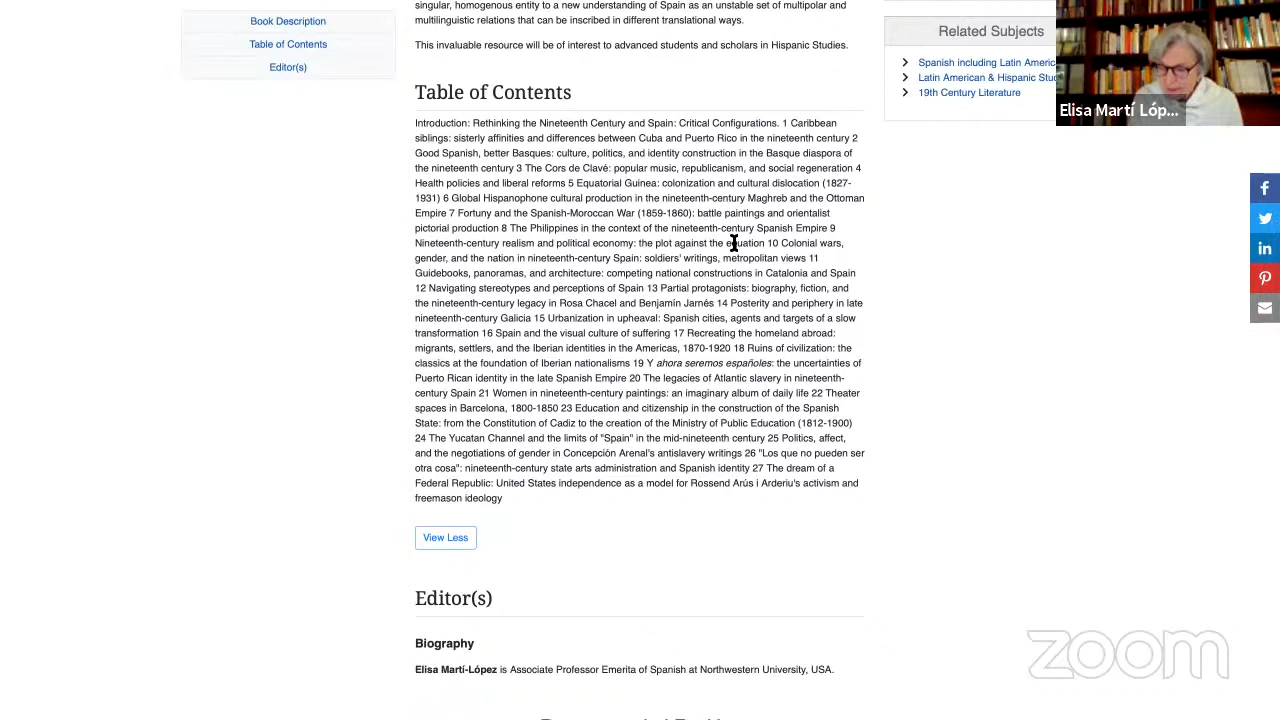 Book Description
Table of Contents
Editor(s)
singular, homogenous entity to a new understanding of Spain as an unstable set of multipolar and
multilinguistic relations that can be inscribed in different translational ways.
This invaluable resource will be of interest to advanced students and scholars in Hispanic Studies.
Table of Contents
Introduction: Rethinking the Nineteenth Century and Spain: Critical Configurations. 1 Caribbean
siblings: sisterly affinities and differences between Cuba and Puerto Rico in the nineteenth century 2
Good Spanish, better Basques: culture, politics, and identity construction in the Basque diaspora of
the nineteenth century 3 The Cors de Clavé: popular music, republicanism, and social regeneration 4
Health policies and liberal reforms 5 Equatorial Guinea: colonization and cultural dislocation (1827-
1931) 6 Global Hispanophone cultural production in the nineteenth-century Maghreb and the Ottoman
Empire 7 Fortuny and the Spanish-Moroccan War (1859-1860): battle paintings and orientalist
pictorial production 8 The Philippines in the context of the nineteenth-century Spanish Empire 9
Nineteenth-century realism and political economy: the plot against the equation 10 Colonial wars,
gender, and the nation in nineteenth-century Spain: soldiers' writings, metropolitan views 11
Guidebooks, panoramas, and architecture: competing national constructions in Catalonia and Spain
12 Navigating stereotypes and perceptions of Spain 13 Partial protagonists: biography, fiction, and
the nineteenth-century legacy in Rosa Chacel and Benjamín Jarnés 14 Posterity and periphery in late
nineteenth-century Galicia 15 Urbanization in upheaval: Spanish cities, agents and targets of a slow
transformation 16 Spain and the visual culture of suffering 17 Recreating the homeland abroad:
migrants, settlers, and the Iberian identities in the Americas, 1870-1920 18 Ruins of civilization: the
classics at the foundation of Iberian nationalisms 19 Y ahora seremos españoles: the uncertainties of
Puerto Rican identity in the late Spanish Empire 20 The legacies of Atlantic slavery in nineteenth-
century Spain 21 Women in nineteenth-century paintings: an imaginary album of daily life 22 Theater
spaces in Barcelona, 1800-1850 23 Education and citizenship in the construction of the Spanish
State: from the Constitution of Cadiz to the creation of the Ministry of Public Education (1812-1900)
24 The Yucatan Channel and the limits of "Spain" in the mid-nineteenth century 25 Politics, affect,
and the negotiations of gender in Concepción Arenal's antislavery writings 26 "Los que no pueden ser
otra cosa": nineteenth-century state arts administration and Spanish identity 27 The dream of a
Federal Republic: United States independence as a model for Rossend Arús i Arderiu's activism and
freemason ideology
View Less
Editor(s)
Biography
Elisa Martí-López is Associate Professor Emerita of Spanish at Northwestern University, USA.
Related Subjects
Spanish including Latin Americ
Latin American & Hispanic Stud
19th Century Literature
Elisa Martí Lóp...
zoom